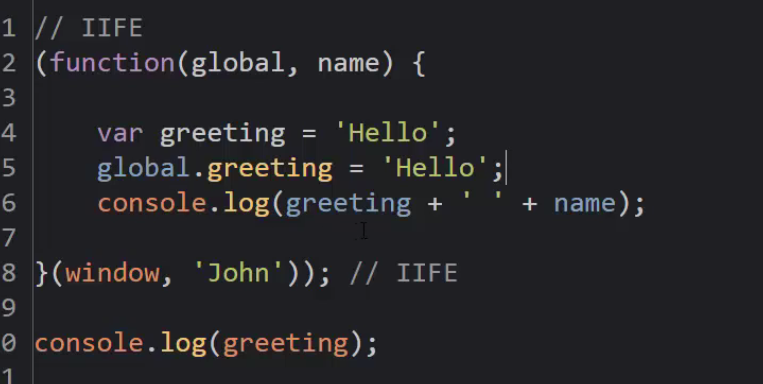 1 // IIFE
2 (function(global, name) {
3
4     var greeting = 'Hello';
5     global.greeting = 'Hello';
6     console.log(greeting + ' ' + name);
7
8 }(window, 'John')); // IIFE
9
0 console.log(greeting);
1